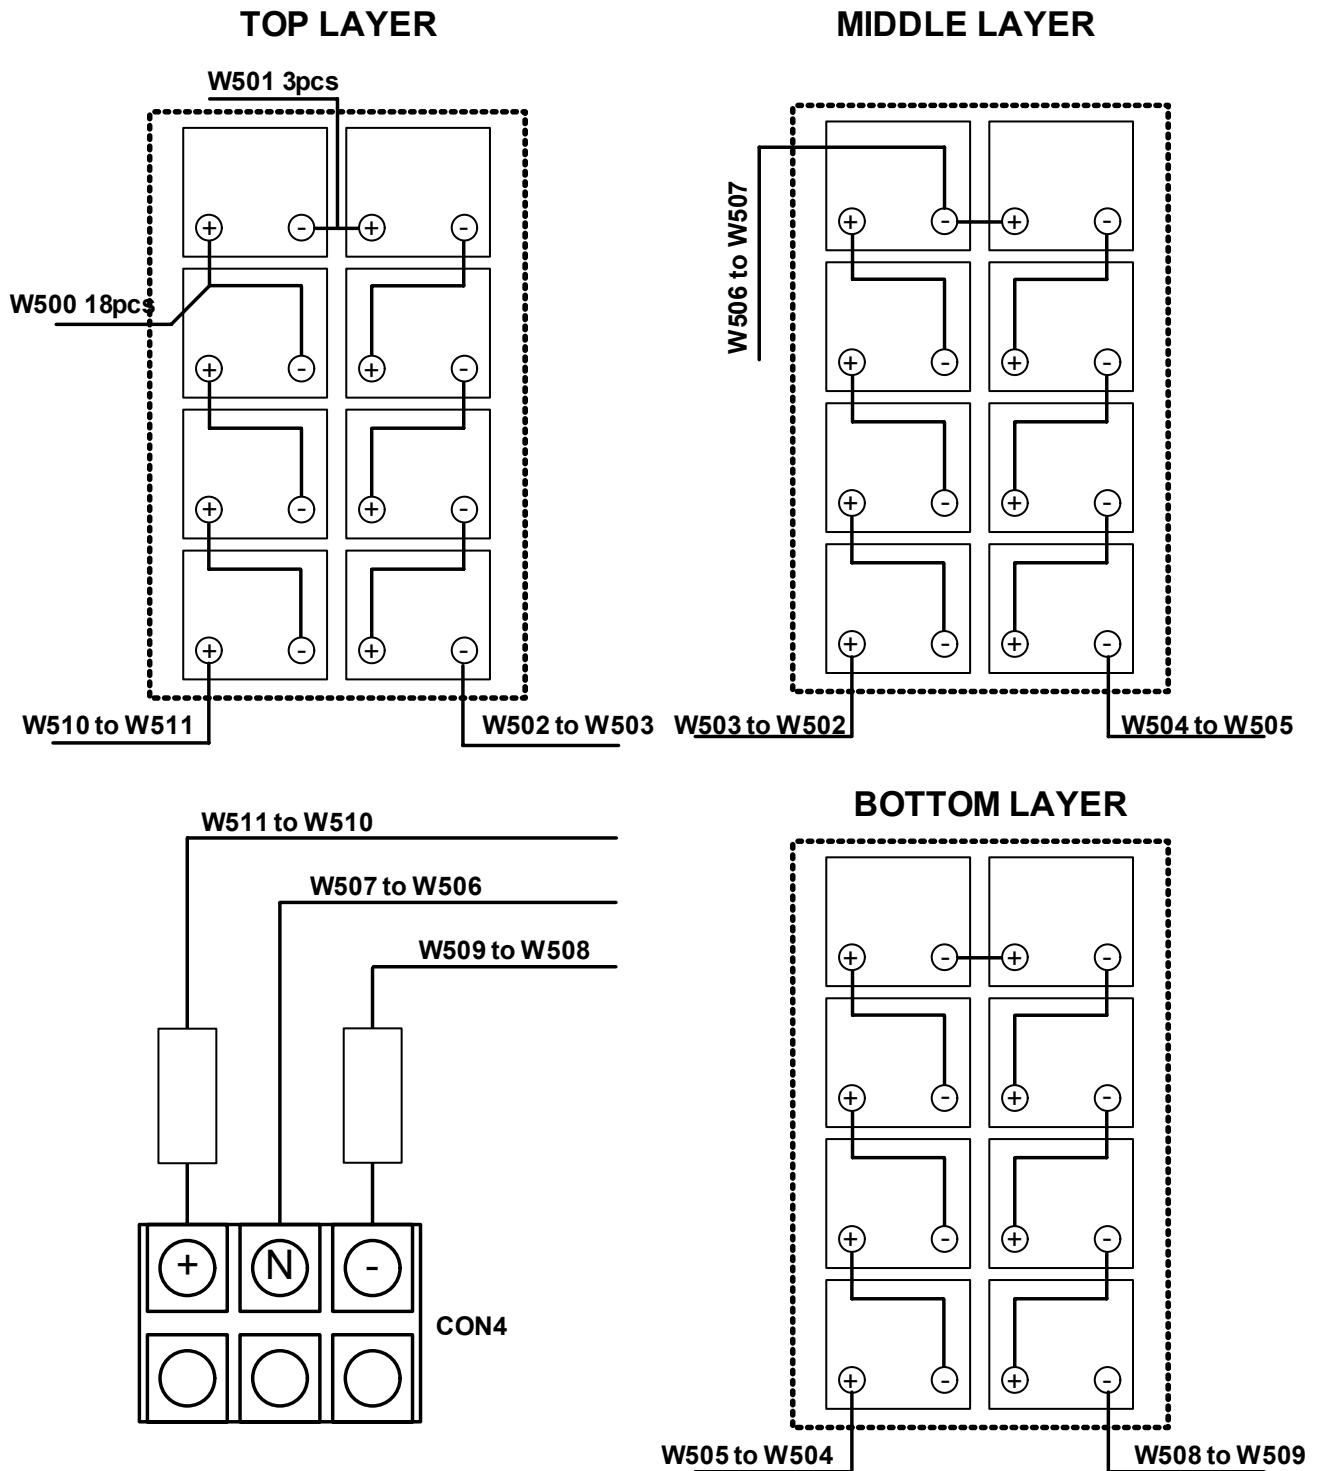 TOP LAYER
MIDDLE LAYER
W501 3pcs
+ - + -
+ - + -
W506 to W507
W500 18pcs
+ - + -
+ - + -
+ - + -
+ - + -
+ - + -
+ - + -
W510 to W511
W502 to W503
W503 to W502
W504 to W505
BOTTOM LAYER
W511 to W510
W507 to W506
W509 to W508
+ - + -
+ - + -
+ - + -
+ - + -
+ N -
CON4
W505 to W504
W508 to W509